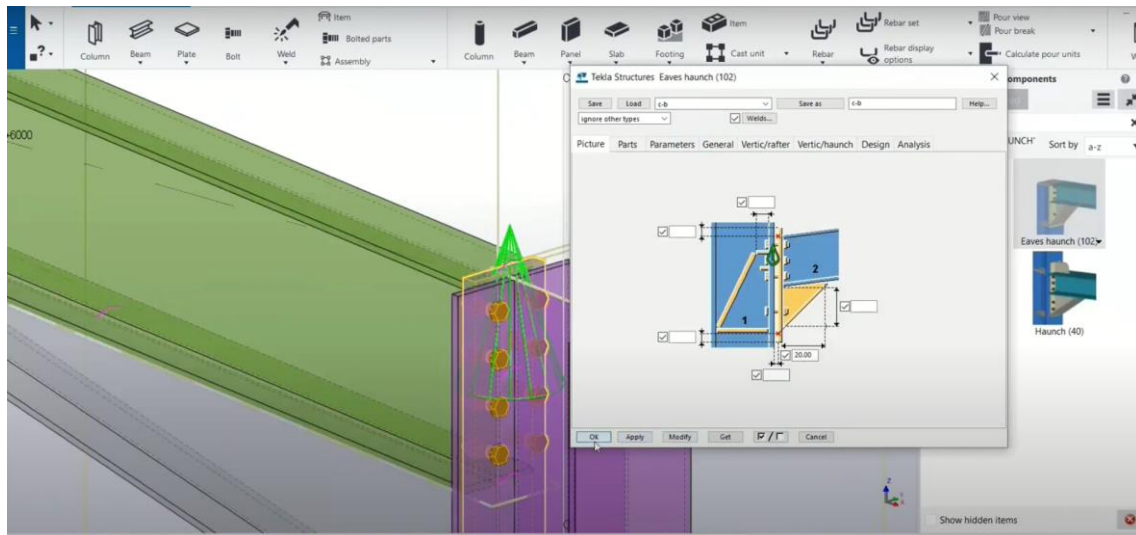 Item
Bolted parts
Assembly
Column
Beam
Plate
Bolt
Weld
Column
Beam
Panel
Slab
Footing
Item
Cast unit
Rebar
Rebar set
Rebar display options
Pour view
Pour break
Calculate pour units
6000
Tekla Structures Eaves haunch (102)
Save Load c-b Save as c-b Help...
ignore other types Welds...
Picture Parts Parameters General Vertic/rafter Vertic/haunch Design Analysis
1
2
20.00
OK Apply Modify Get / Cancel
omponents
UNCH" Sort by a-z
Eaves haunch (102)
Haunch (40)
Show hidden items
z